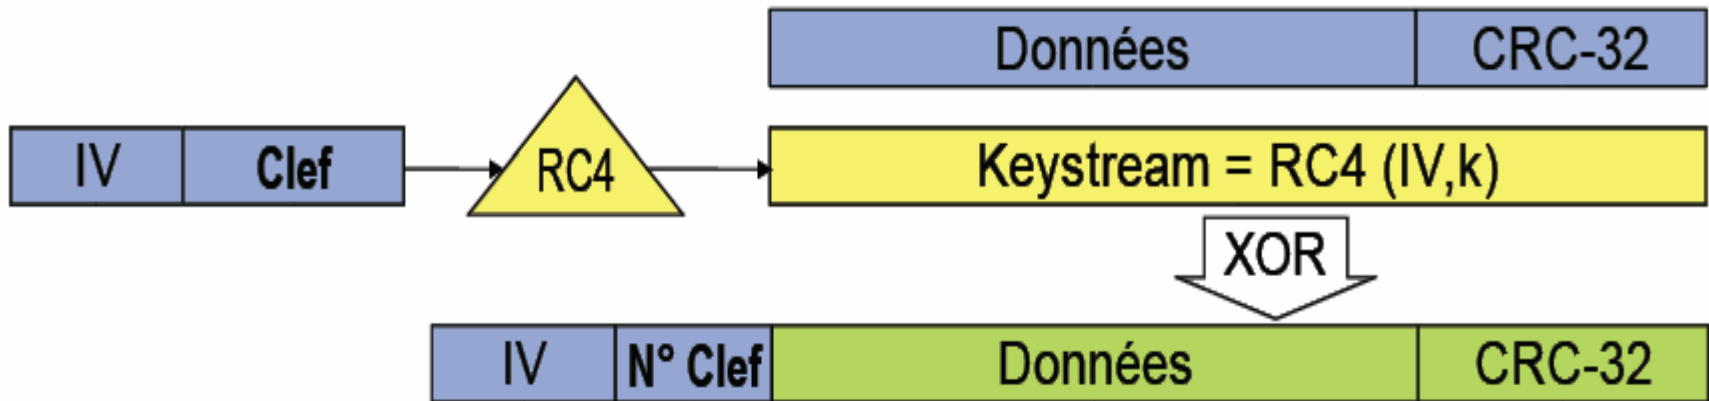 Données CRC-32
IV Clef RC4 Keystream = RC4 (IV,k)
XOR
IV N° Clef Données CRC-32